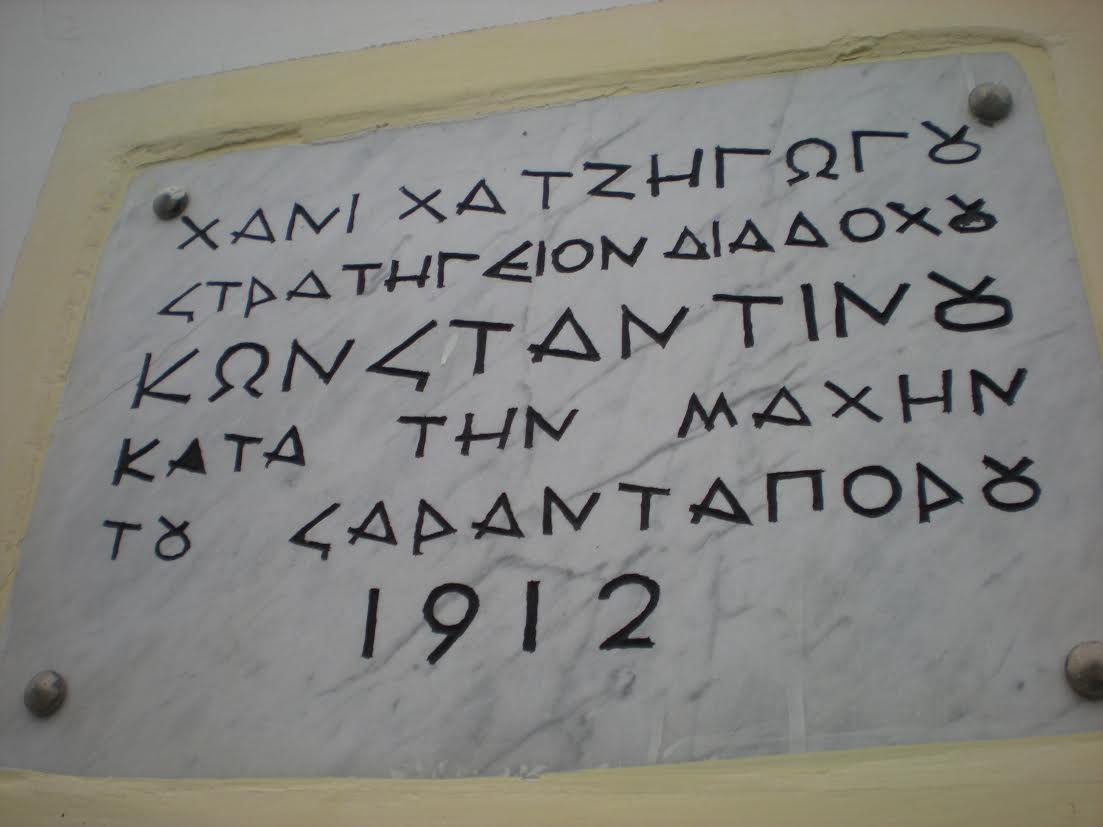 ΧΑΝΙ ΧΑΤΖΗΓΩΓȢ
ΣΤΡΑΤΗΓΕΙΟΝ ΔΙΑΔΟΧȢ
ΚΩΝΣΤΑΝΤΙΝȢ
ΚΑΤΑ ΤΗΝ ΜΑΧΗΝ
ΤȢ ΣΑΡΑΝΤΑΠΟΡȢ
1912